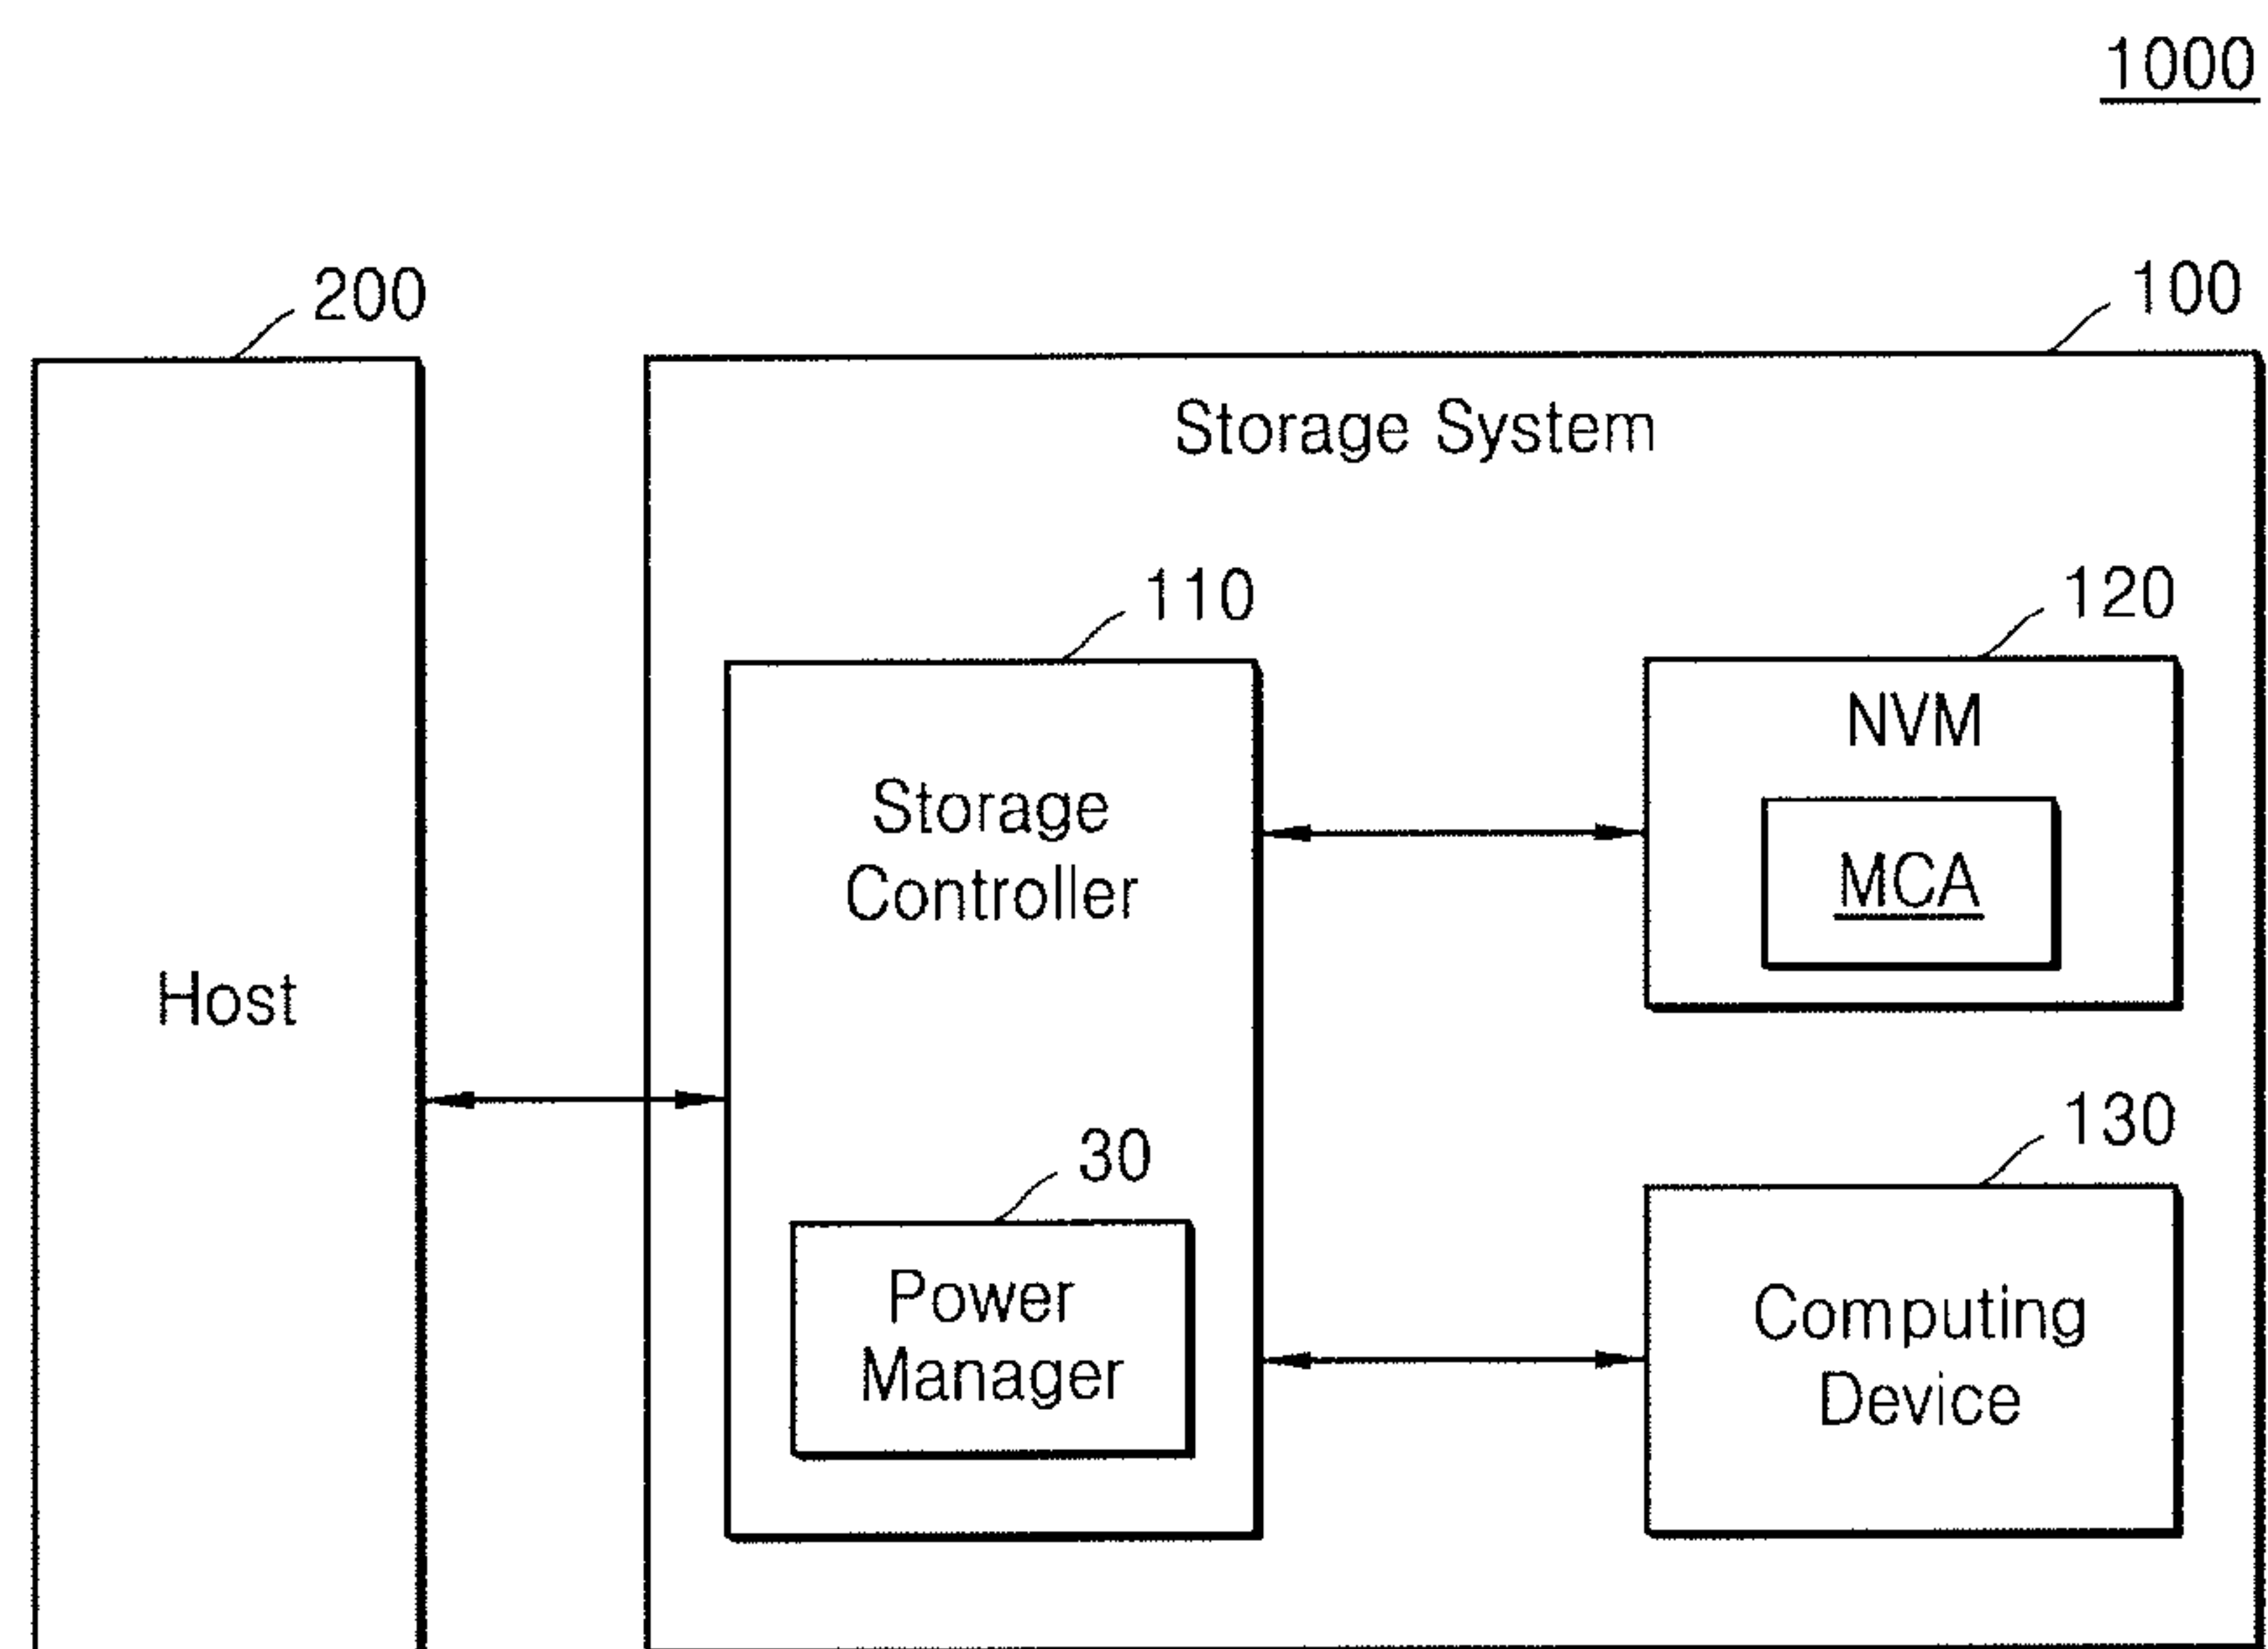 1000
200
100
Storage System
110
120
Storage
Controller
NVM
MCA
Host
30
130
Power
Manager
Computing
Device